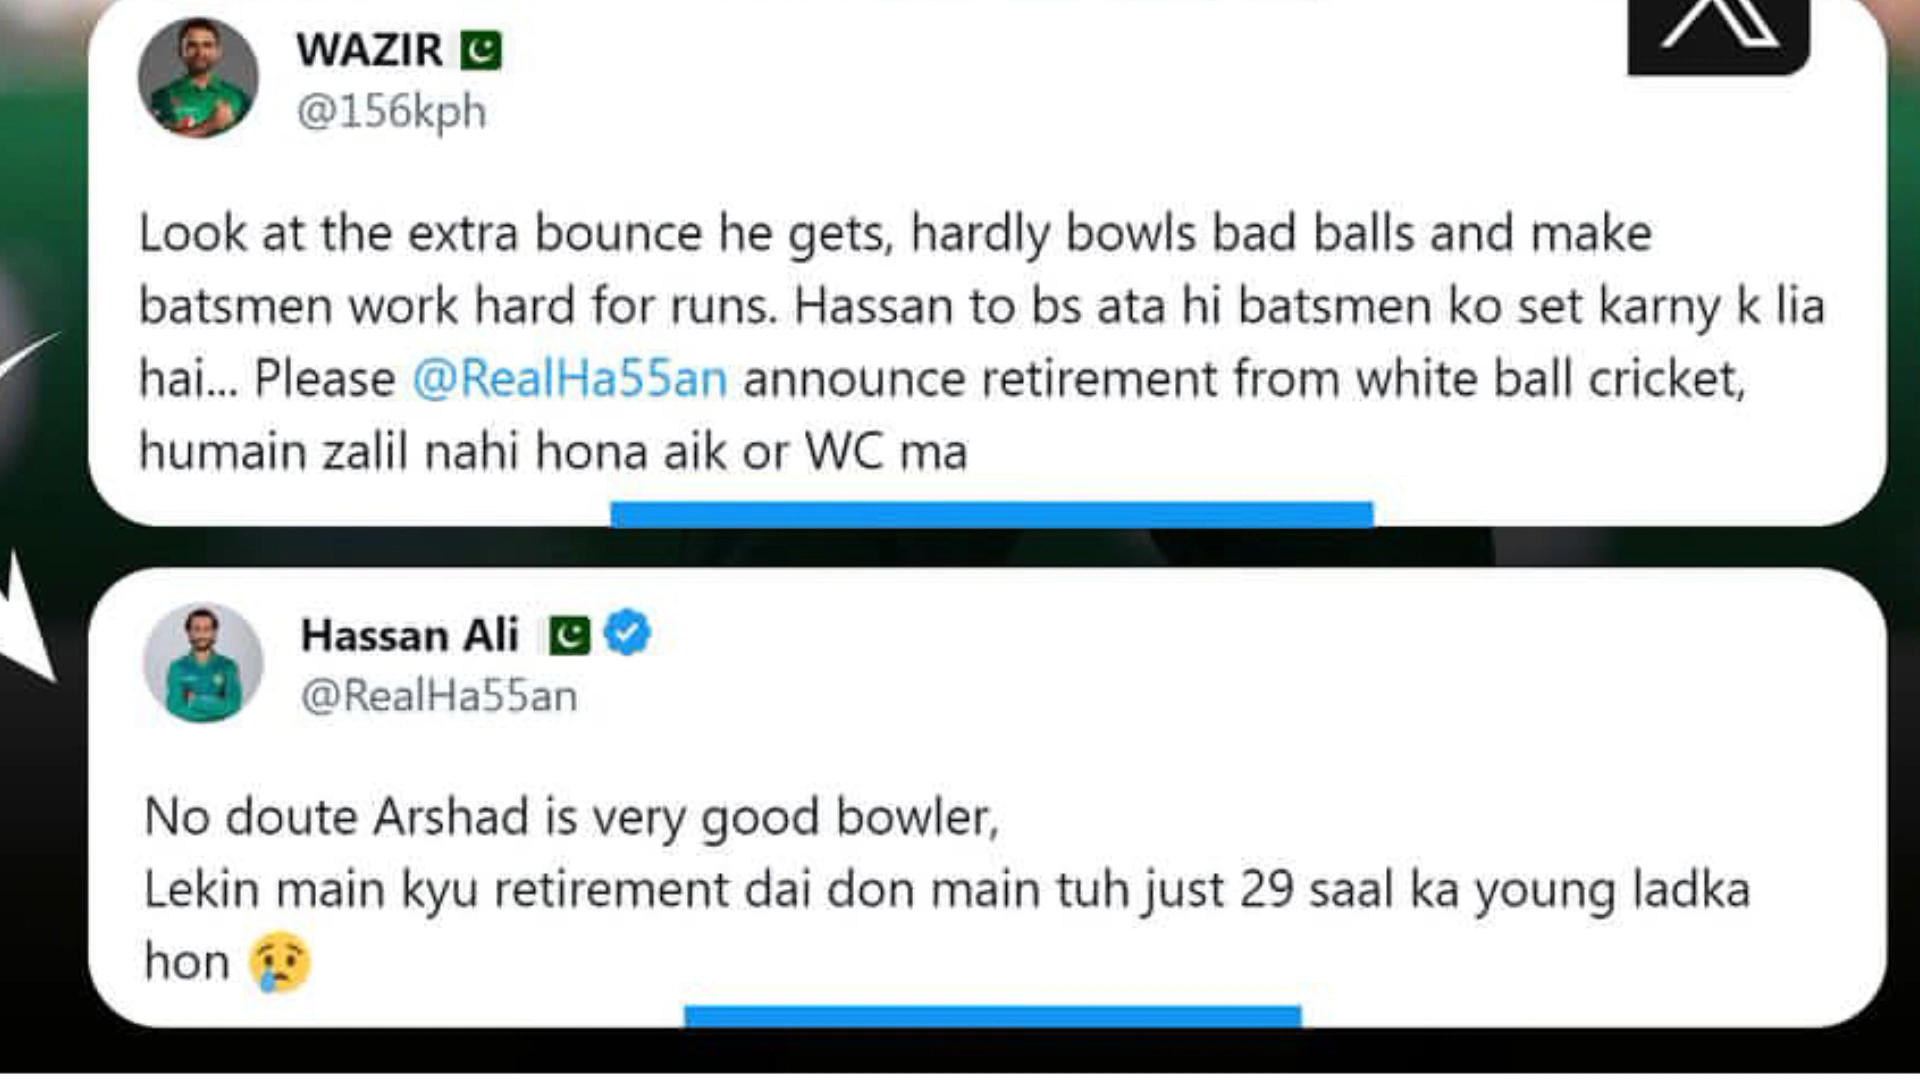 WAZIR
@156kph
Look at the extra bounce he gets, hardly bowls bad balls and make
batsmen work hard for runs. Hassan to bs ata hi batsmen ko set karny k lia
hai... Please @RealHa55an announce retirement from white ball cricket,
humain zalil nahi hona aik or WC ma
Hassan Ali
@RealHa55an
No doute Arshad is very good bowler,
Lekin main kyu retirement dai don main tuh just 29 saal ka young ladka
hon 😢